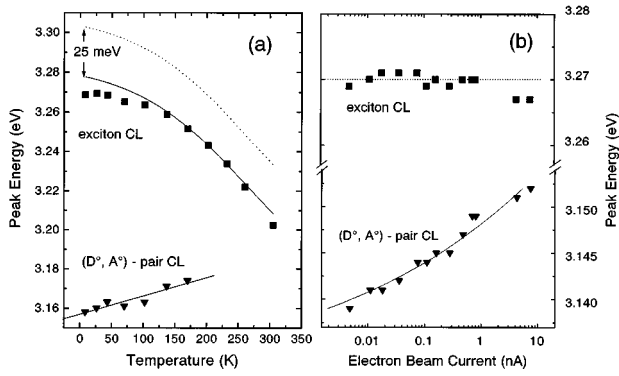 (a)
25 meV
exciton CL
(D°, A°) - pair CL
Peak Energy (eV)
3.30
3.28
3.26
3.24
3.22
3.20
3.18
3.16
0 50 100 150 200 250 300 350
Temperature (K)
(b)
exciton CL
(D°, A°) - pair CL
3.28
3.27
3.26
3.150
3.145
3.140
Peak Energy (eV)
0.01 0.1 1 10
Electron Beam Current (nA)